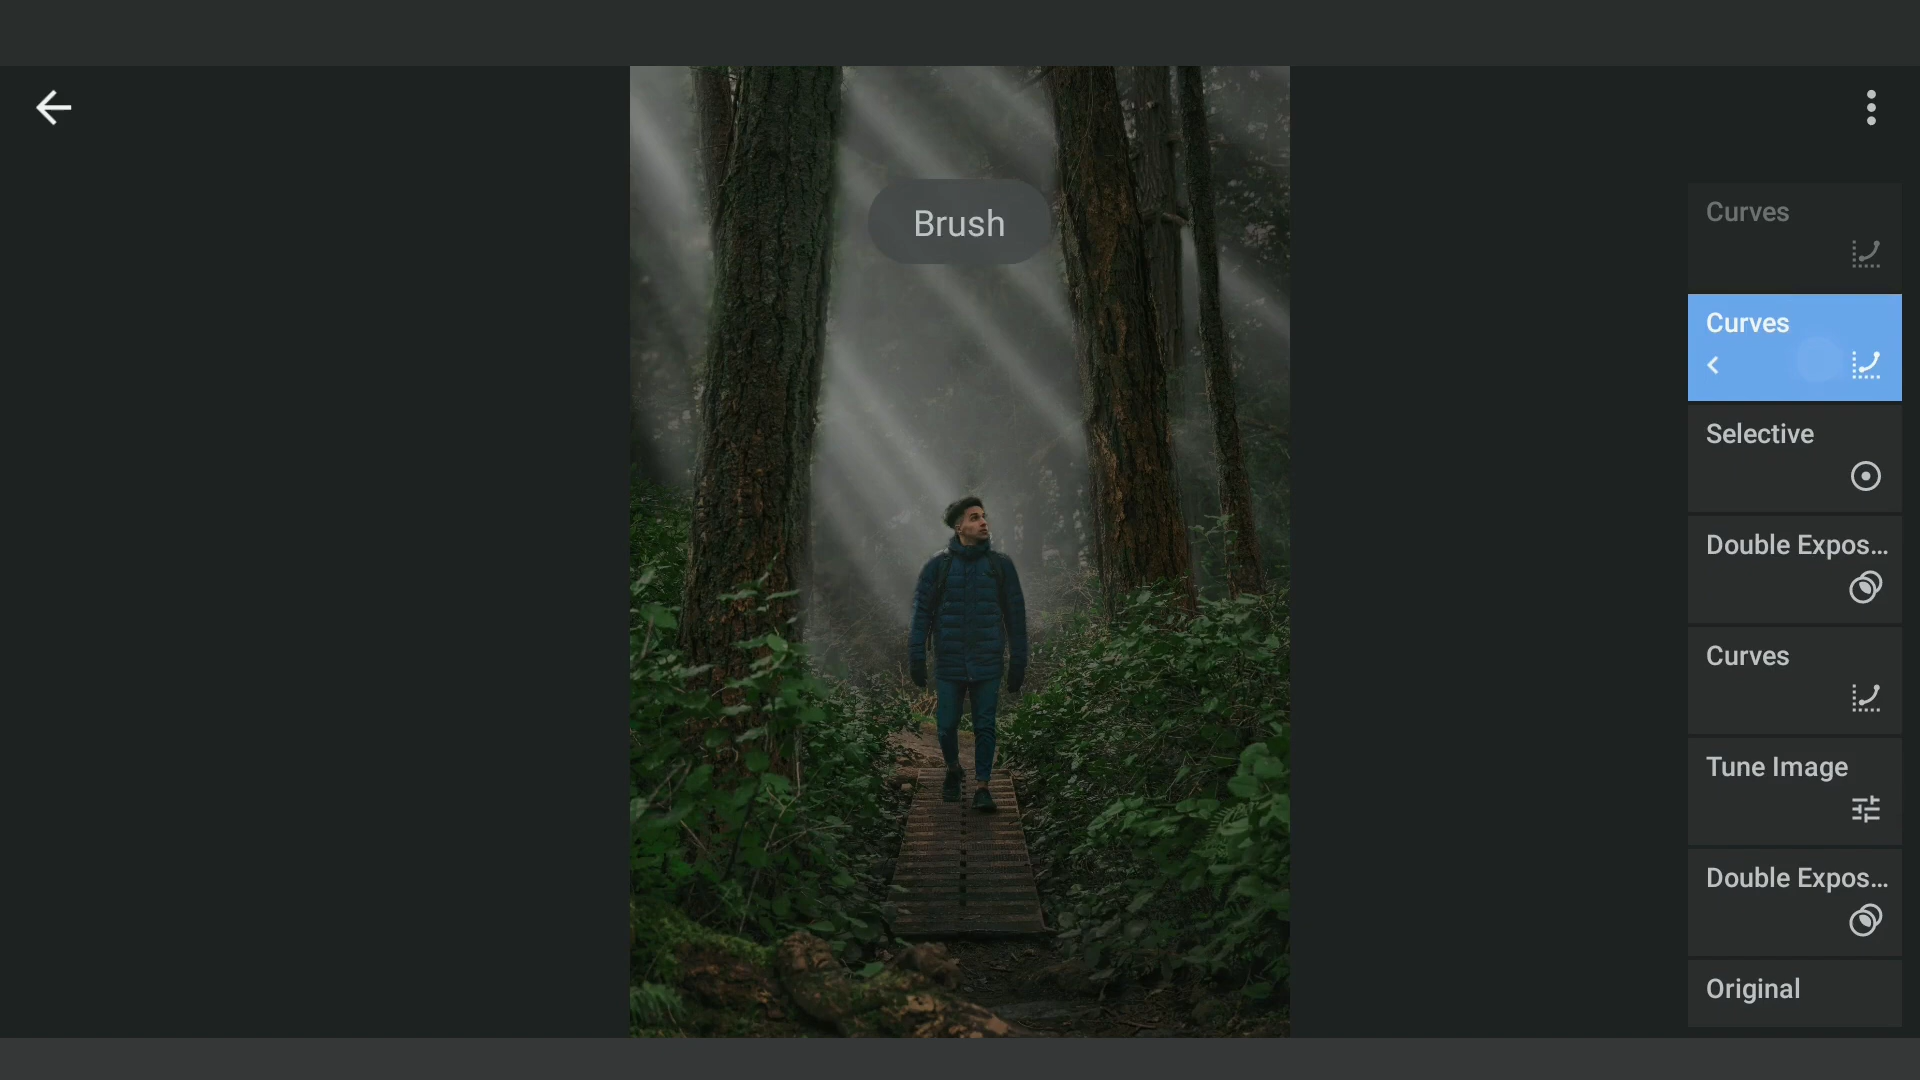 Brush
Curves
Curves
Selective
Double Expos...
Curves
Tune Image
Double Expos...
Original